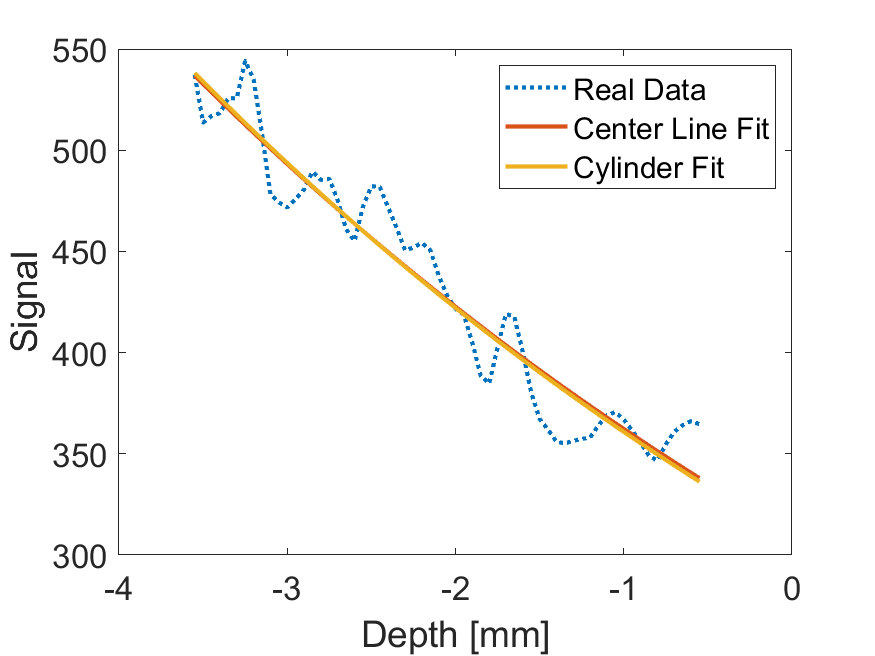 550
500
450
400
350
300
-4
-3
-2
-1
0
Signal
Depth [mm]
Real Data
Center Line Fit
Cylinder Fit